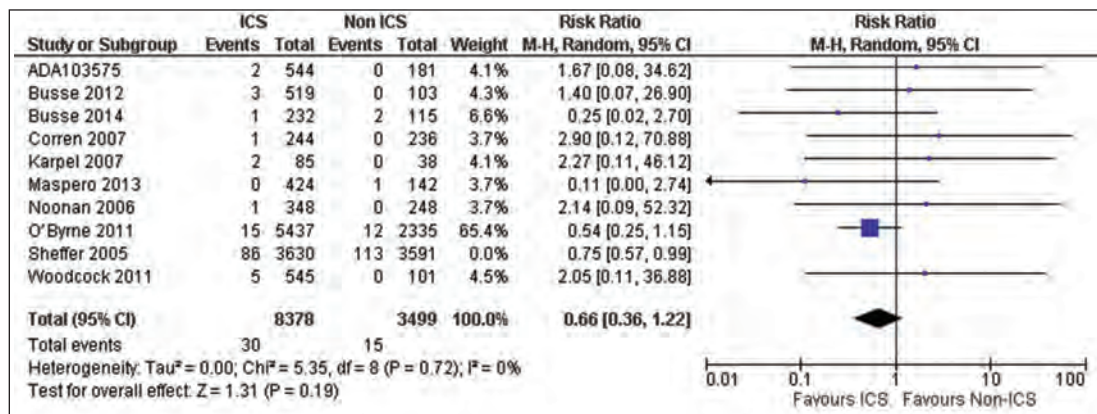 ICS Non ICS Risk Ratio Risk Ratio
Study or Subgroup Events Total Events Total Weight M-H, Random, 95% CI M-H, Random, 95% CI
ADA103575 2 544 0 181 4.1% 1.67 [0.08, 34.62]
Busse 2012 3 519 0 103 4.3% 1.40 [0.07, 26.90]
Busse 2014 1 232 2 115 6.6% 0.25 [0.02, 2.70]
Corren 2007 1 244 0 236 3.7% 2.90 [0.12, 70.88]
Karpel 2007 2 85 0 38 4.1% 2.27 [0.11, 46.12]
Maspero 2013 0 424 1 142 3.7% 0.11 [0.00, 2.74]
Noonan 2006 1 348 0 248 3.7% 2.14 [0.09, 52.32]
O'Byrne 2011 15 5437 12 2335 65.4% 0.54 [0.25, 1.15]
Sheffer 2005 86 3630 113 3591 0.0% 0.75 [0.57, 0.99]
Woodcock 2011 5 545 0 101 4.5% 2.05 [0.11, 36.88]
Total (95% CI) 8378 3499 100.0% 0.66 [0.36, 1.22]
Total events 30 15
Heterogeneity: Tau² = 0.00; Chi² = 5.35, df = 8 (P = 0.72); I² = 0%
Test for overall effect: Z = 1.31 (P = 0.19)
0.01 0.1 1 10 100
Favours ICS Favours Non-ICS